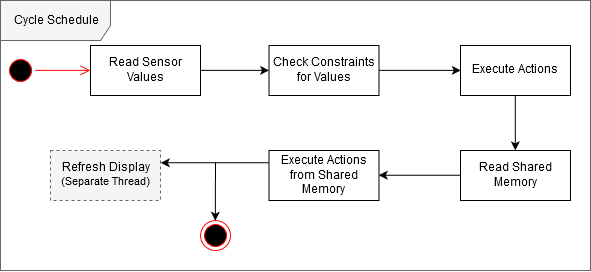 Cycle Schedule
Read Sensor
Values
Check Constraints
for Values
Execute Actions
Refresh Display
(Separate Thread)
Execute Actions
from Shared
Memory
Read Shared
Memory